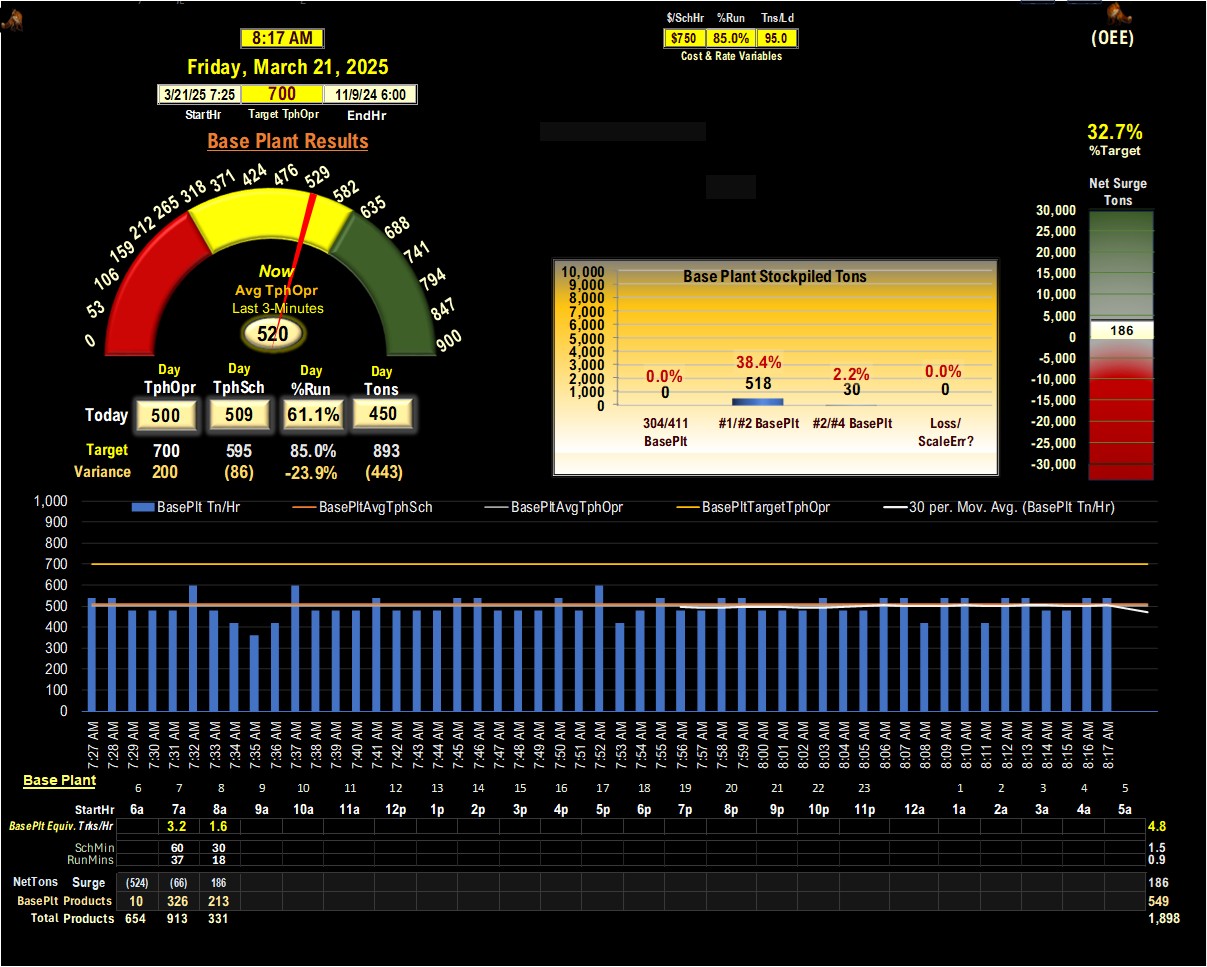 $/SchHr %Run Tns/Ld
$750 85.0% 95.0
Cost & Rate Variables
(OEE)
8:17 AM
Friday, March 21, 2025
3/21/25 7:25 700 11/9/24 6:00
StartHr Target TphOpr EndHr
Base Plant Results
0 53 106 159 212 265 318 371 424 476 529 582 635 688 741 794 847 900
Now
Avg TphOpr
Last 3-Minutes
520
Day Day Day Day
TphOpr TphSch %Run Tons
Today 500 509 61.1% 450
Target 700 595 85.0% 893
Variance 200 (86) -23.9% (443)
Base Plant Stockpiled Tons
10,000
9,000
8,000
7,000
6,000
5,000
4,000
3,000
2,000
1,000
0
0.0% 38.4% 2.2% 0.0%
0 518 30 0
304/411 BasePlt
#1/#2 BasePlt
#2/#4 BasePlt
Loss/ ScaleErr?
32.7%
%Target
Net Surge
Tons
30,000
25,000
20,000
15,000
10,000
5,000
0
-5,000
-10,000
-15,000
-20,000
-25,000
-30,000
186
BasePlt Tn/Hr BasePltAvgTphSch BasePltAvgTphOpr BasePltTargetTphOpr 30 per. Mov. Avg. (BasePlt Tn/Hr)
1,000
900
800
700
600
500
400
300
200
100
0
7:27 AM 7:28 AM 7:29 AM 7:30 AM 7:31 AM 7:32 AM 7:33 AM 7:34 AM 7:35 AM 7:36 AM 7:37 AM 7:38 AM 7:39 AM 7:40 AM 7:41 AM 7:42 AM 7:43 AM 7:44 AM 7:45 AM 7:46 AM 7:47 AM 7:48 AM 7:49 AM 7:50 AM 7:51 AM 7:52 AM 7:53 AM 7:54 AM 7:55 AM 7:56 AM 7:57 AM 7:58 AM 7:59 AM 8:00 AM 8:01 AM 8:02 AM 8:03 AM 8:04 AM 8:05 AM 8:06 AM 8:07 AM 8:08 AM 8:09 AM 8:10 AM 8:11 AM 8:12 AM 8:13 AM 8:14 AM 8:15 AM 8:16 AM 8:17 AM
Base Plant
6 7 8 9 10 11 12 13 14 15 16 17 18 19 20 21 22 23 1 2 3 4 5
StartHr 6a 7a 8a 9a 10a 11a 12p 1p 2p 3p 4p 5p 6p 7p 8p 9p 10p 11p 12a 1a 2a 3a 4a 5a
BasePlt Equiv. Trks/Hr 3.2 1.6 4.8
SchMin 60 30 1.5
RunMins 37 18 0.9
NetTons Surge (524) (66) 186 186
BasePlt Products 10 326 213 549
Total Products 654 913 331 1,898